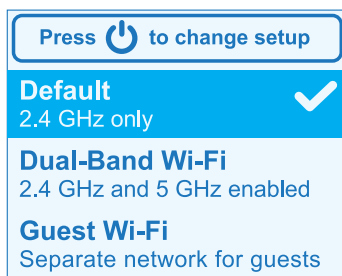 Press to change setup
Default
2.4 GHz only
Dual-Band Wi-Fi
2.4 GHz and 5 GHz enabled
Guest Wi-Fi
Separate network for guests